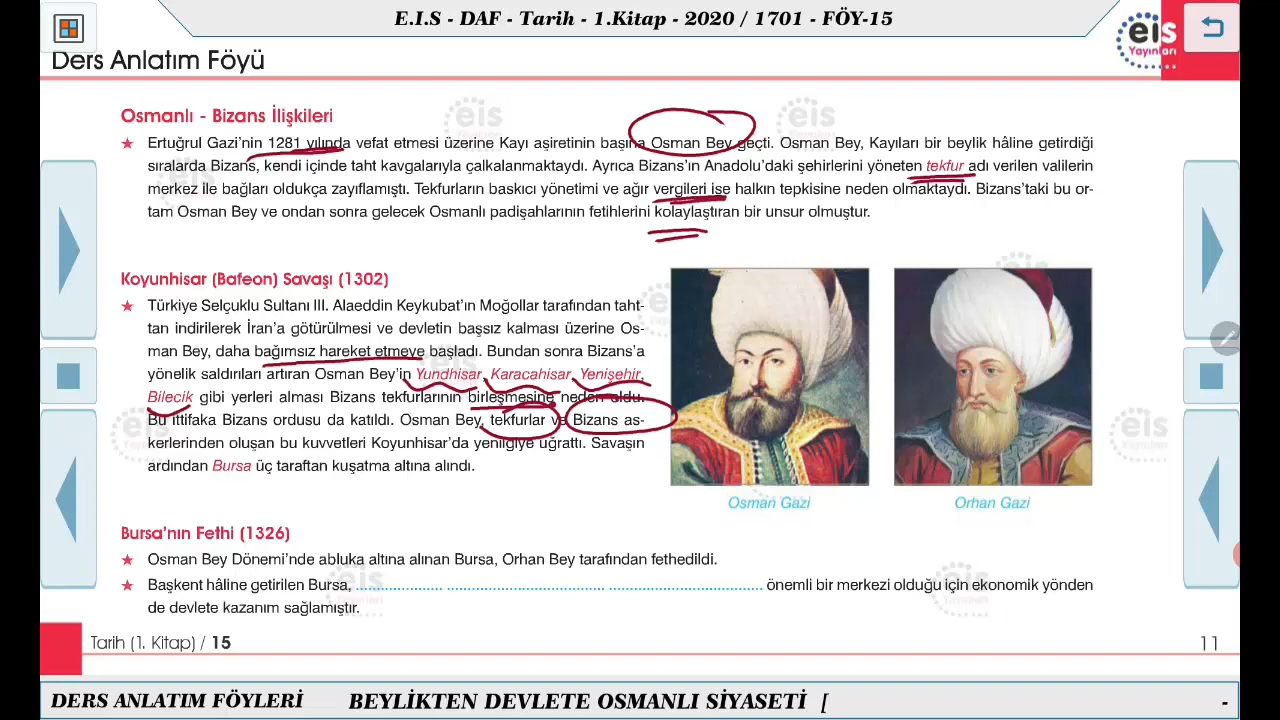 E.I.S - DAF - Tarih - 1.Kitap - 2020 / 1701 - FÖY-15
eis
Yayınları
Ders Anlatım Föyü
Osmanlı - Bizans İlişkileri
★ Ertuğrul Gazi’nin 1281 yılında vefat etmesi üzerine Kayı aşiretinin başına Osman Bey geçti. Osman Bey, Kayıları bir beylik hâline getirdiği
sıralarda Bizans, kendi içinde taht kavgalarıyla çalkalanmaktaydı. Ayrıca Bizans’ın Anadolu’daki şehirlerini yöneten tekfur adı verilen valilerin
merkez ile bağları oldukça zayıflamıştı. Tekfurların baskıcı yönetimi ve ağır vergileri ise halkın tepkisine neden olmaktaydı. Bizans’taki bu or-
tam Osman Bey ve ondan sonra gelecek Osmanlı padişahlarının fetihlerini kolaylaştıran bir unsur olmuştur.
Koyunhisar (Bafeon) Savaşı (1302)
★ Türkiye Selçuklu Sultanı III. Alaeddin Keykubat’ın Moğollar tarafından taht-
tan indirilerek İran’a götürülmesi ve devletin başsız kalması üzerine Os-
man Bey, daha bağımsız hareket etmeye başladı. Bundan sonra Bizans’a
yönelik saldırıları artıran Osman Bey’in Yundhisar, Karacahisar, Yenişehir,
Bilecik gibi yerleri alması Bizans tekfurlarının birleşmesine neden oldu.
Bu ittifaka Bizans ordusu da katıldı. Osman Bey, tekfurlar ve Bizans as-
kerlerinden oluşan bu kuvvetleri Koyunhisar’da yenilgiye uğrattı. Savaşın
ardından Bursa üç taraftan kuşatma altına alındı.
Osman Gazi
Orhan Gazi
Bursa’nın Fethi (1326)
★ Osman Bey Dönemi’nde abluka altına alınan Bursa, Orhan Bey tarafından fethedildi.
★ Başkent hâline getirilen Bursa, ........................ ............................................ ............................................ önemli bir merkezi olduğu için ekonomik yönden
de devlete kazanım sağlamıştır.
Tarih (1. Kitap) / 15
11
DERS ANLATIM FÖYLERİ BEYLİKTEN DEVLETE OSMANLI SİYASETİ [ -